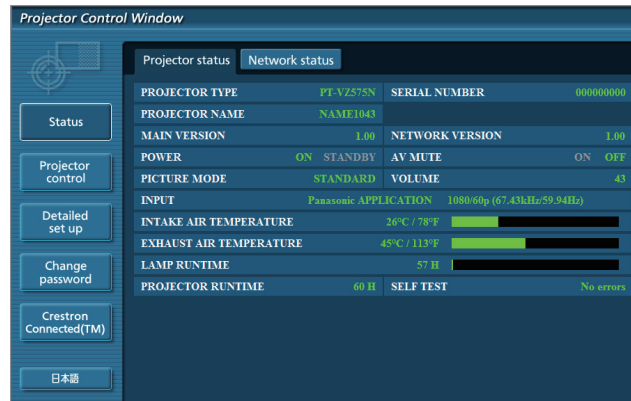 Projector Control Window
Projector status Network status
Status
Projector control
Detailed set up
Change password
Crestron Connected(TM)
日本語
PROJECTOR TYPE PT-VZ575N SERIAL NUMBER 000000000
PROJECTOR NAME NAME1043
MAIN VERSION 1.00 NETWORK VERSION 1.00
POWER ON STANDBY AV MUTE ON OFF
PICTURE MODE STANDARD VOLUME 43
INPUT Panasonic APPLICATION 1080/60p (67.43kHz/59.94Hz)
INTAKE AIR TEMPERATURE 26°C / 78°F
EXHAUST AIR TEMPERATURE 45°C / 113°F
LAMP RUNTIME 57 H
PROJECTOR RUNTIME 60 H SELF TEST No errors